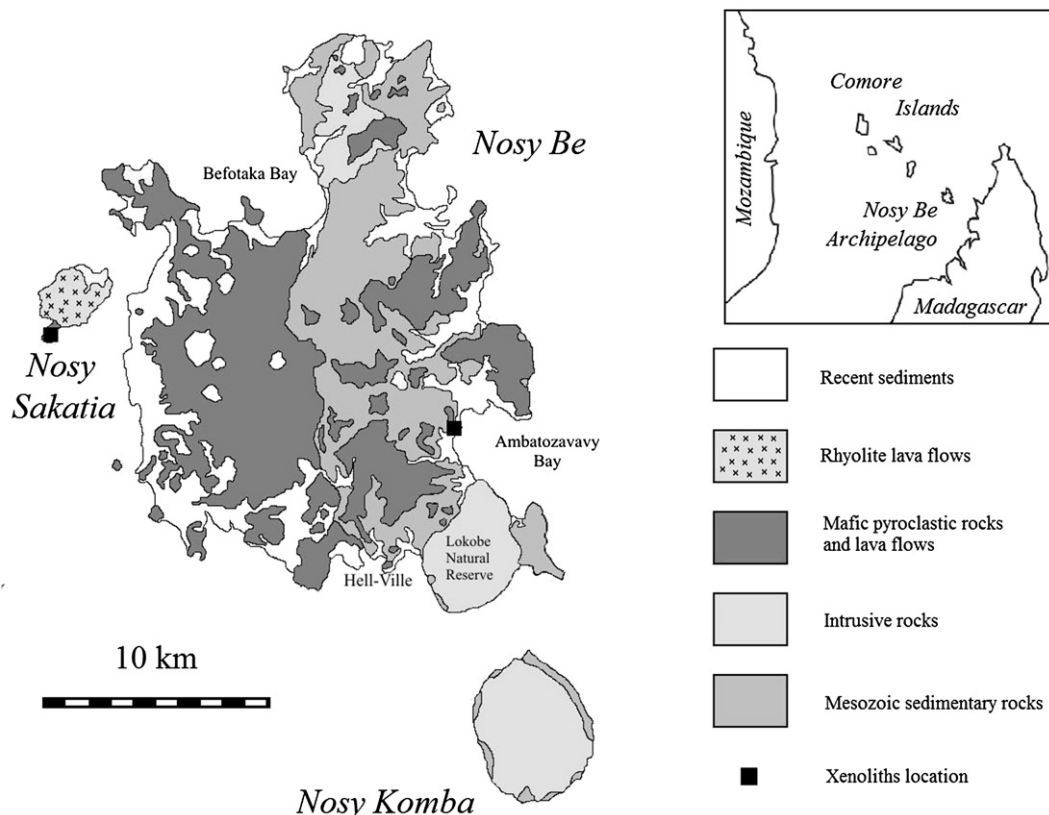 Nosy Be
Befotaka Bay
Nosy
Sakatia
Ambatozavavy
Bay
Lokobe
Natural
Reserve
Hell-Ville
10 km
Nosy Komba
Mozambique
Comore
Islands
Nosy Be
Archipelago
Madagascar
Recent sediments
Rhyolite lava flows
Mafic pyroclastic rocks
and lava flows
Intrusive rocks
Mesozoic sedimentary rocks
Xenoliths location